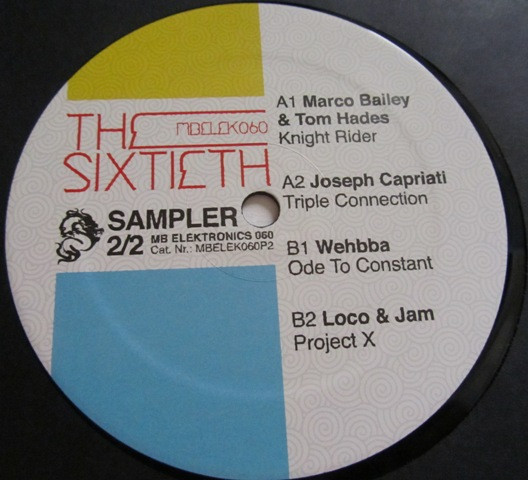 THE
MBELEK060
SIXTIETH
SAMPLER
2/2 MB ELEKTRONICS 060
Cat. Nr.: MBELEK060P2
A1 Marco Bailey
& Tom Hades
Knight Rider
A2 Joseph Capriati
Triple Connection
B1 Wehbba
Ode To Constant
B2 Loco & Jam
Project X